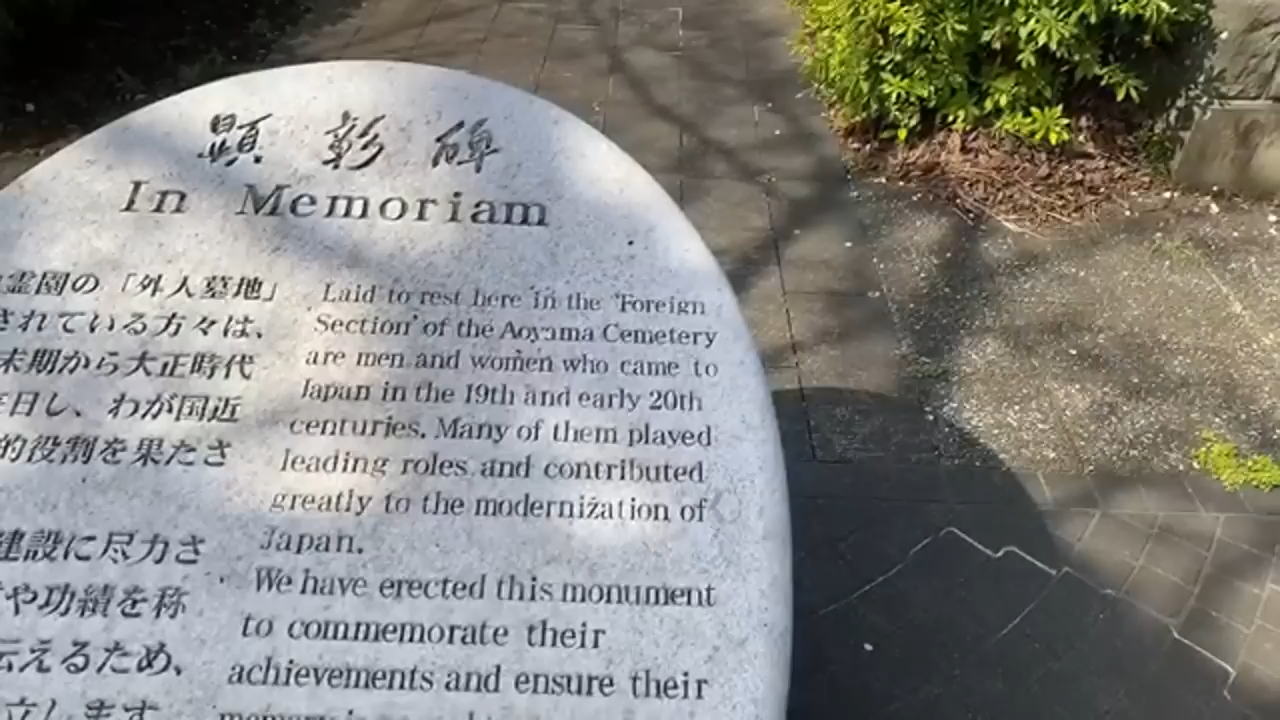 顕彰碑
In Memoriam
霊園の「外人墓地」
されている方々は、
末期から大正時代
日し、わが国近
的役割を果たさ
建設に尽力さ
や功績を称
伝えるため、
立します
Laid to rest here in the 'Foreign
Section' of the Aoyama Cemetery
are men and women who came to
Japan in the 19th and early 20th
centuries. Many of them played
leading roles and contributed
greatly to the modernization of
Japan.
We have erected this monument
to commemorate their
achievements and ensure their